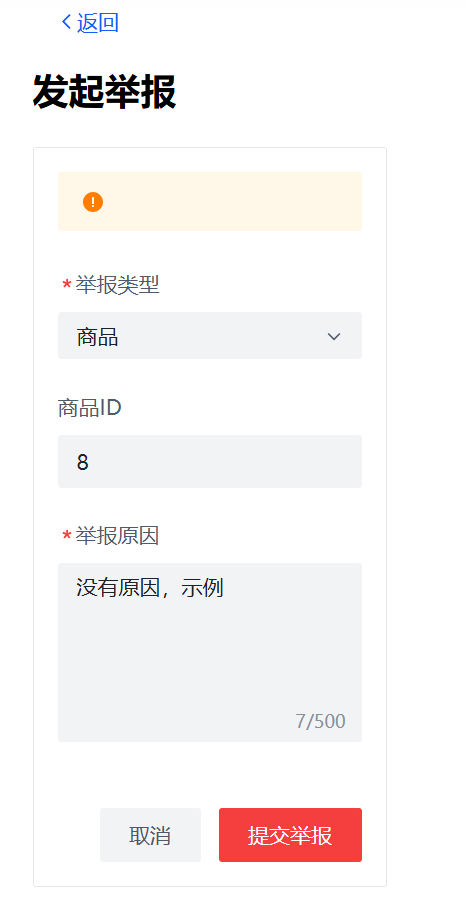 返回
发起举报
* 举报类型
商品
商品ID
8
* 举报原因
没有原因，示例
7/500
取消
提交举报